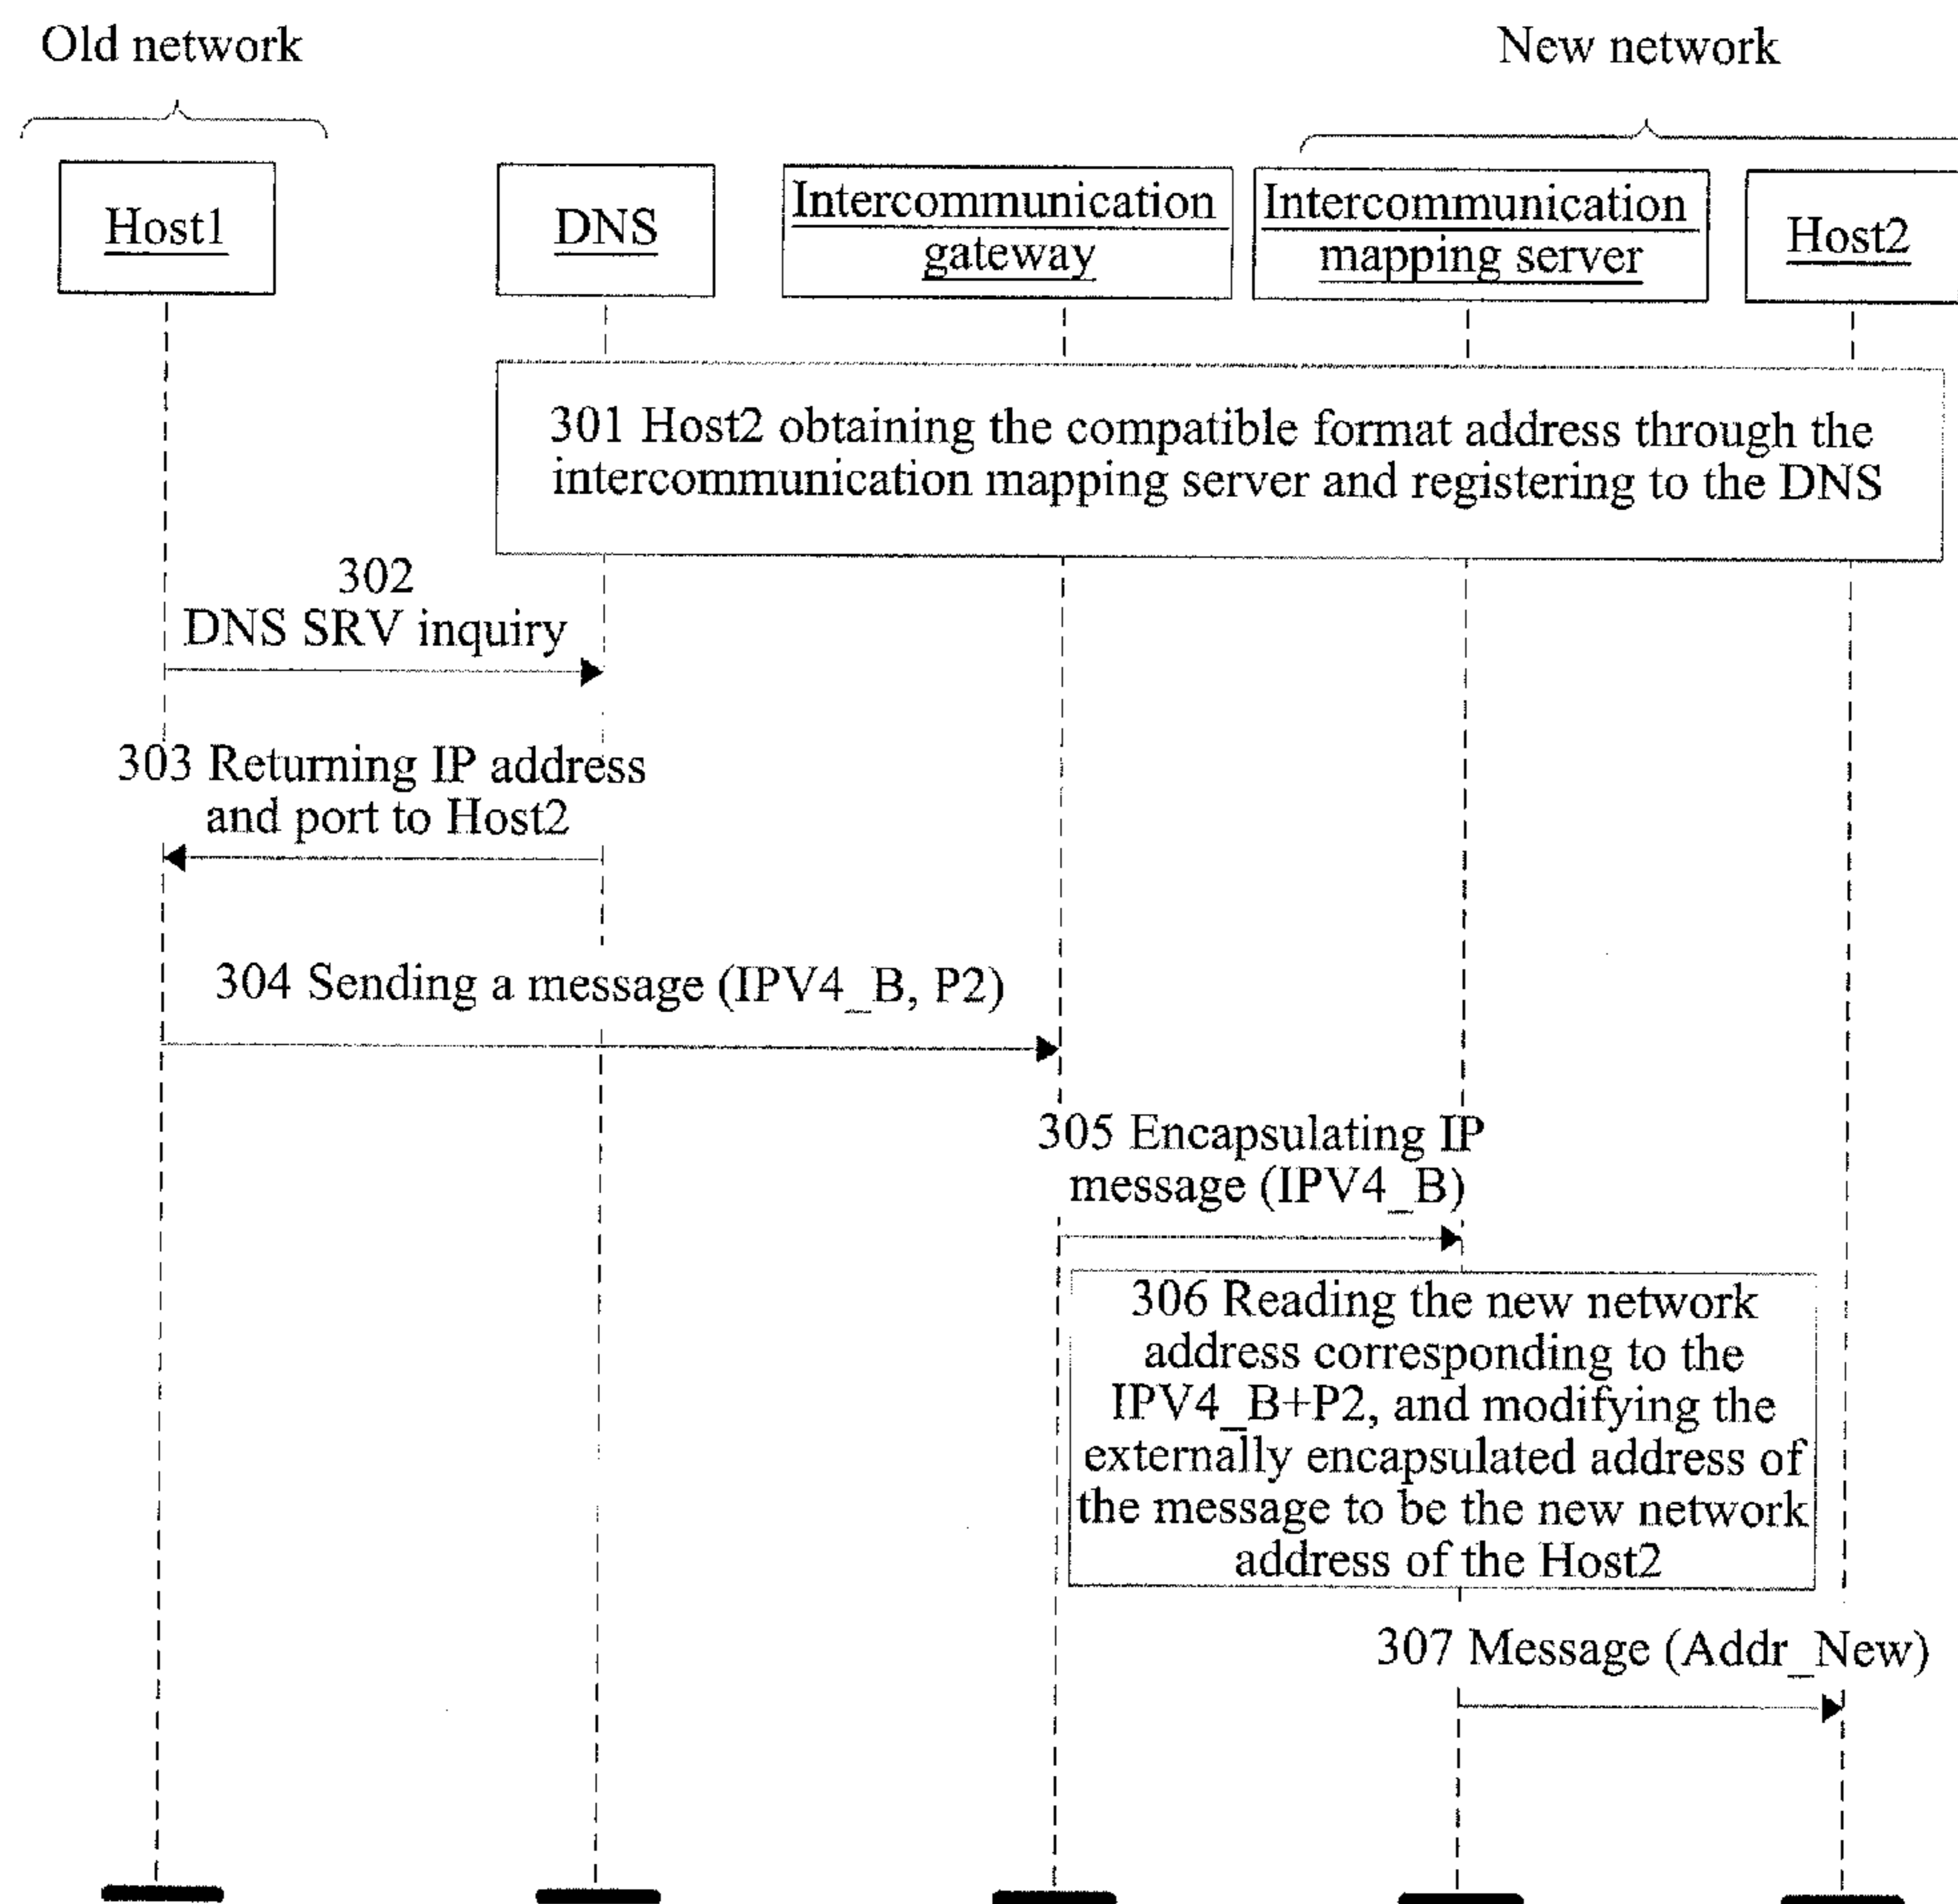 Old network
New network
Host1
DNS
Intercommunication
gateway
Intercommunication
mapping server
Host2
301 Host2 obtaining the compatible format address through the
intercommunication mapping server and registering to the DNS
302
DNS SRV inquiry
303 Returning IP address
and port to Host2
304 Sending a message (IPV4_B, P2)
305 Encapsulating IP
message (IPV4_B)
306 Reading the new network
address corresponding to the
IPV4_B+P2, and modifying the
externally encapsulated address of
the message to be the new network
address of the Host2
307 Message (Addr_New)